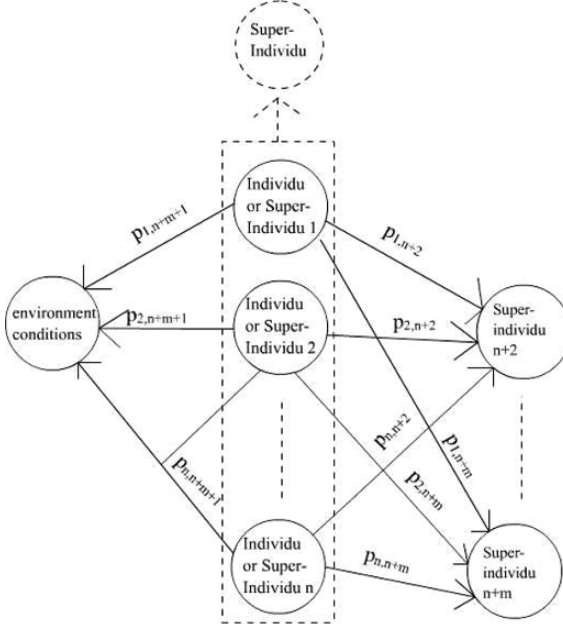 Super-
Individu
Individu
or Super-
Individu 1
p1,n+m+1
p1,n+2
environment
conditions
p2,n+m+1
Individu
or Super-
Individu 2
p2,n+2
Super-
individu
n+2
pn,n+2
p1,n+m
pn,n+m+1
p2,n+m
Individu
or Super-
Individu n
pn,n+m
Super-
individu
n+m